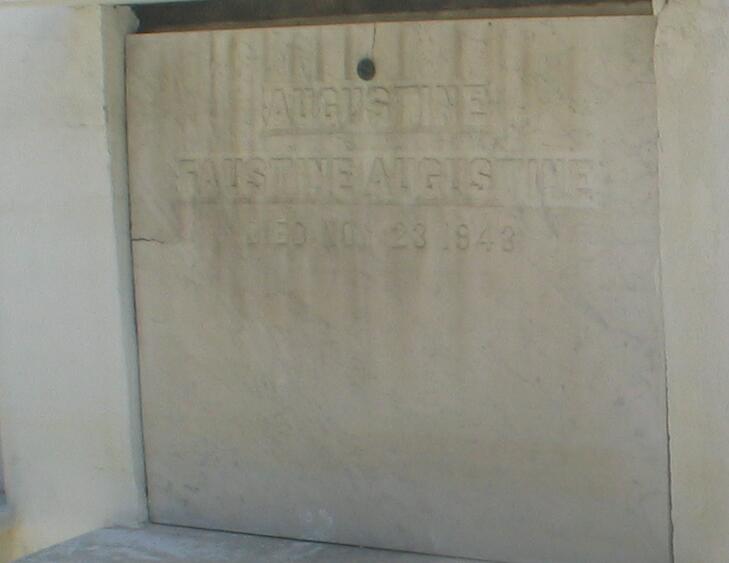 AUGUSTINE
FAUSTINE AUGUSTINE
DIED NOV 23 1943